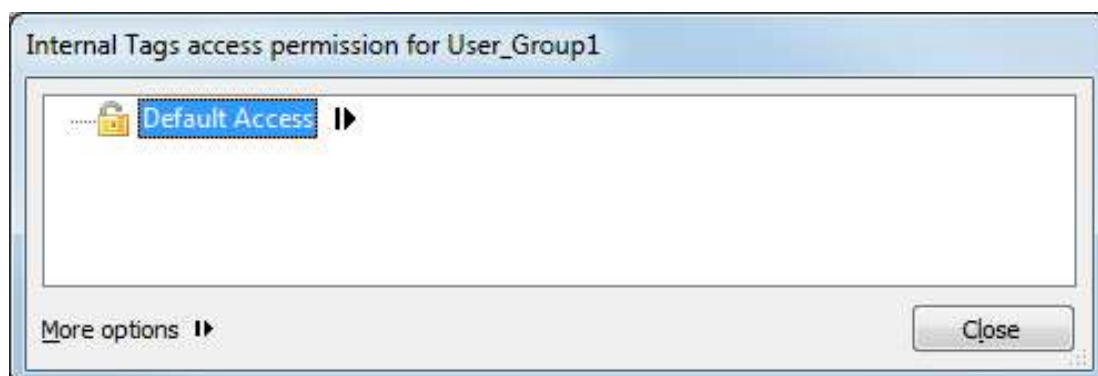 Internal Tags access permission for User_Group1
Default Access
More options
Close